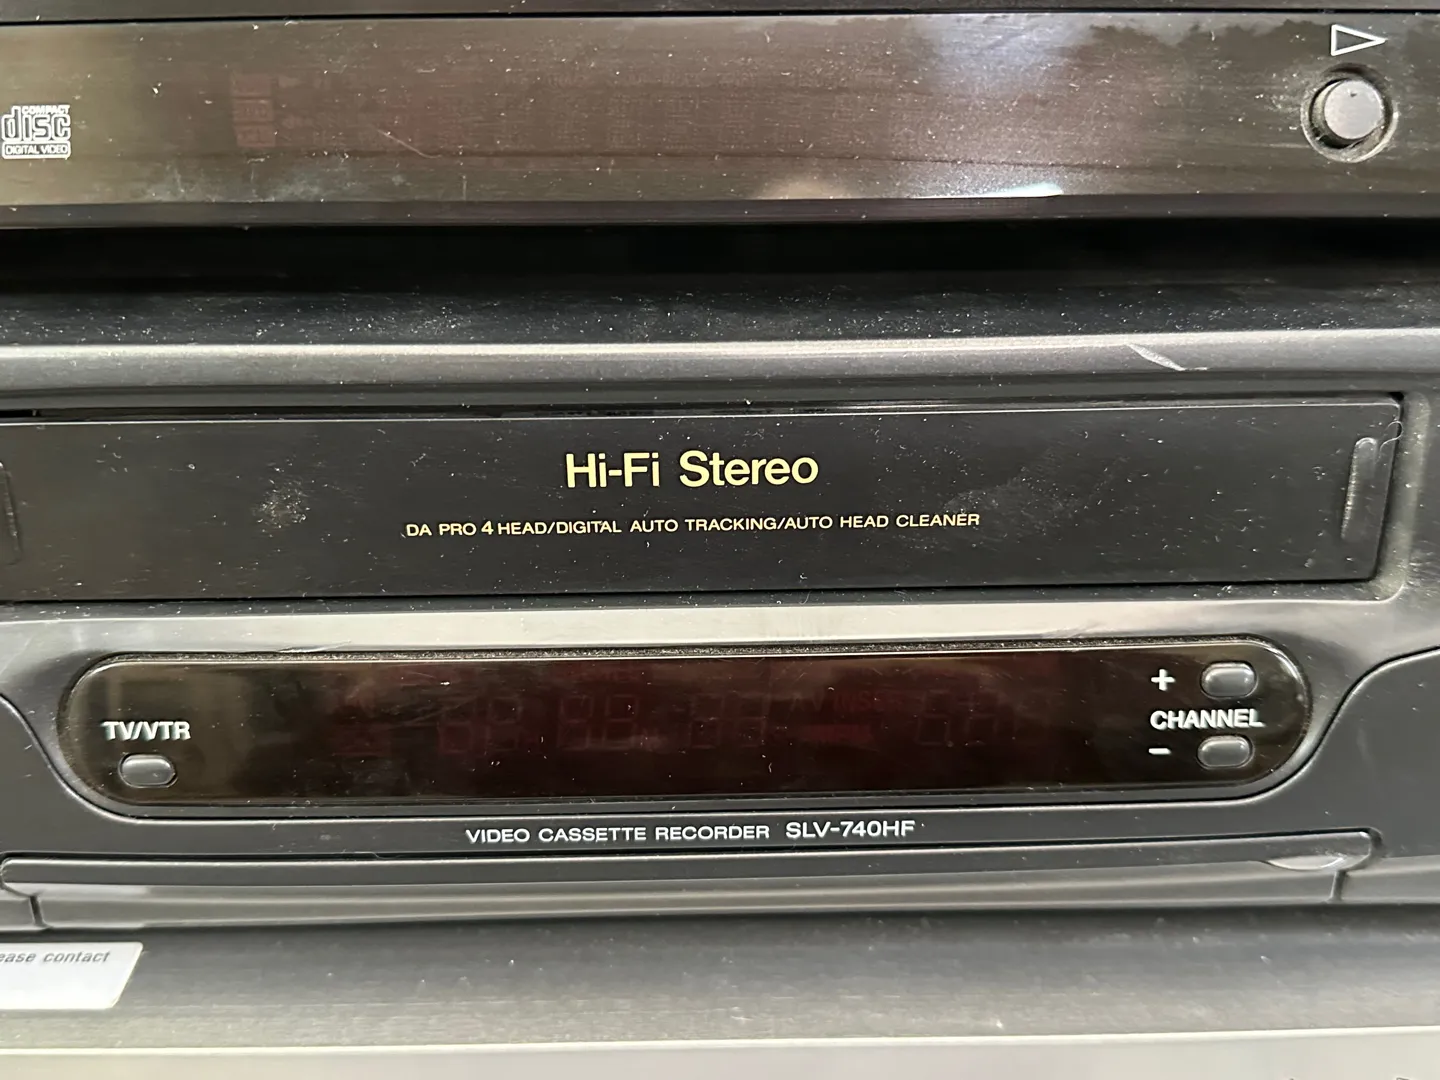 COMPACT
disc
DIGITAL VIDEO
Hi-Fi Stereo
DA PRO 4 HEAD/DIGITAL AUTO TRACKING/AUTO HEAD CLEANER
TV/VTR
+
CHANNEL
−
VIDEO CASSETTE RECORDER SLV-740HF
ease contact